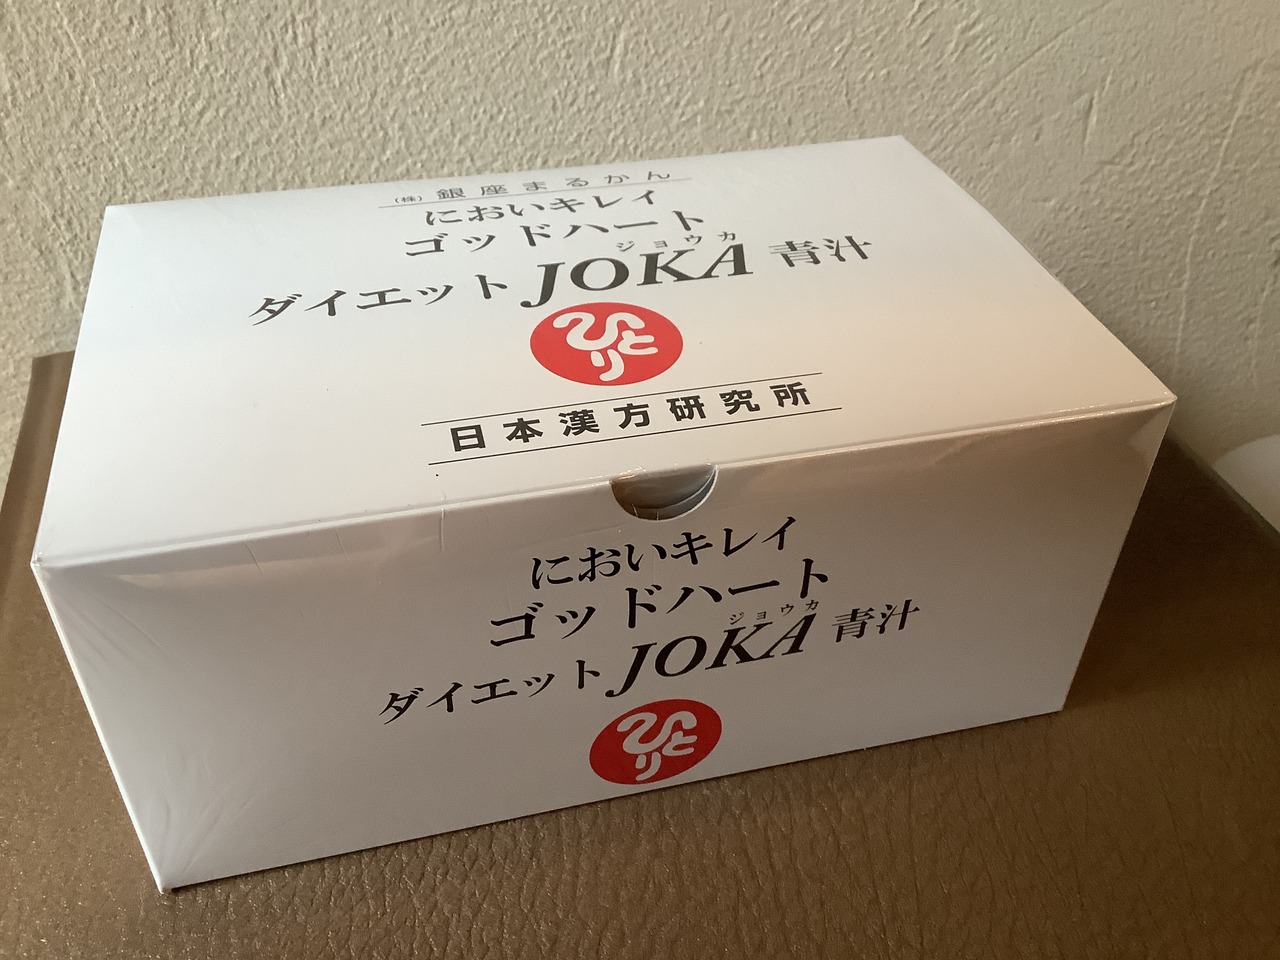 (株)銀座まるかん
においキレイ
ゴッドハート
ジョウカ
ダイエットJOKA青汁
ひとり
日本漢方研究所
においキレイ
ゴッドハート
ジョウカ
ダイエットJOKA青汁
ひとり